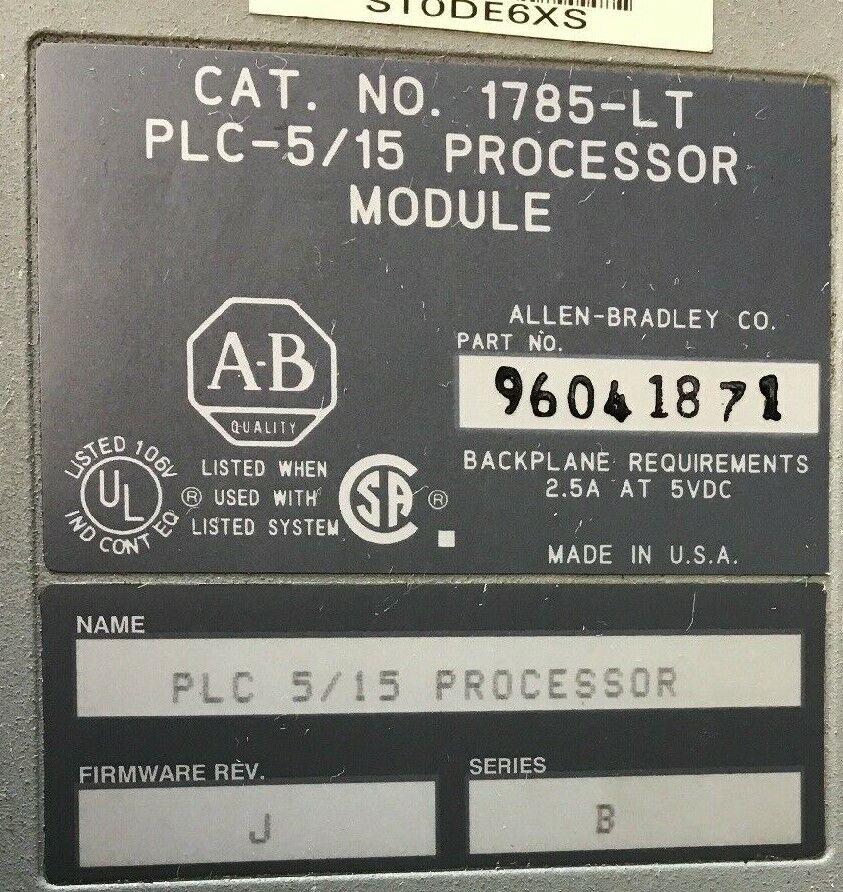 ST0DE6XS
CAT. NO. 1785-LT
PLC-5/15 PROCESSOR
MODULE
A-B
QUALITY
ALLEN-BRADLEY CO.
PART NO.
96041871
LISTED 106V
UL
IND CONT EQ
®
LISTED WHEN
USED WITH
LISTED SYSTEM
SA
®
BACKPLANE REQUIREMENTS
2.5A AT 5VDC
MADE IN U.S.A.
NAME
PLC 5/15 PROCESSOR
FIRMWARE REV.
J
SERIES
B